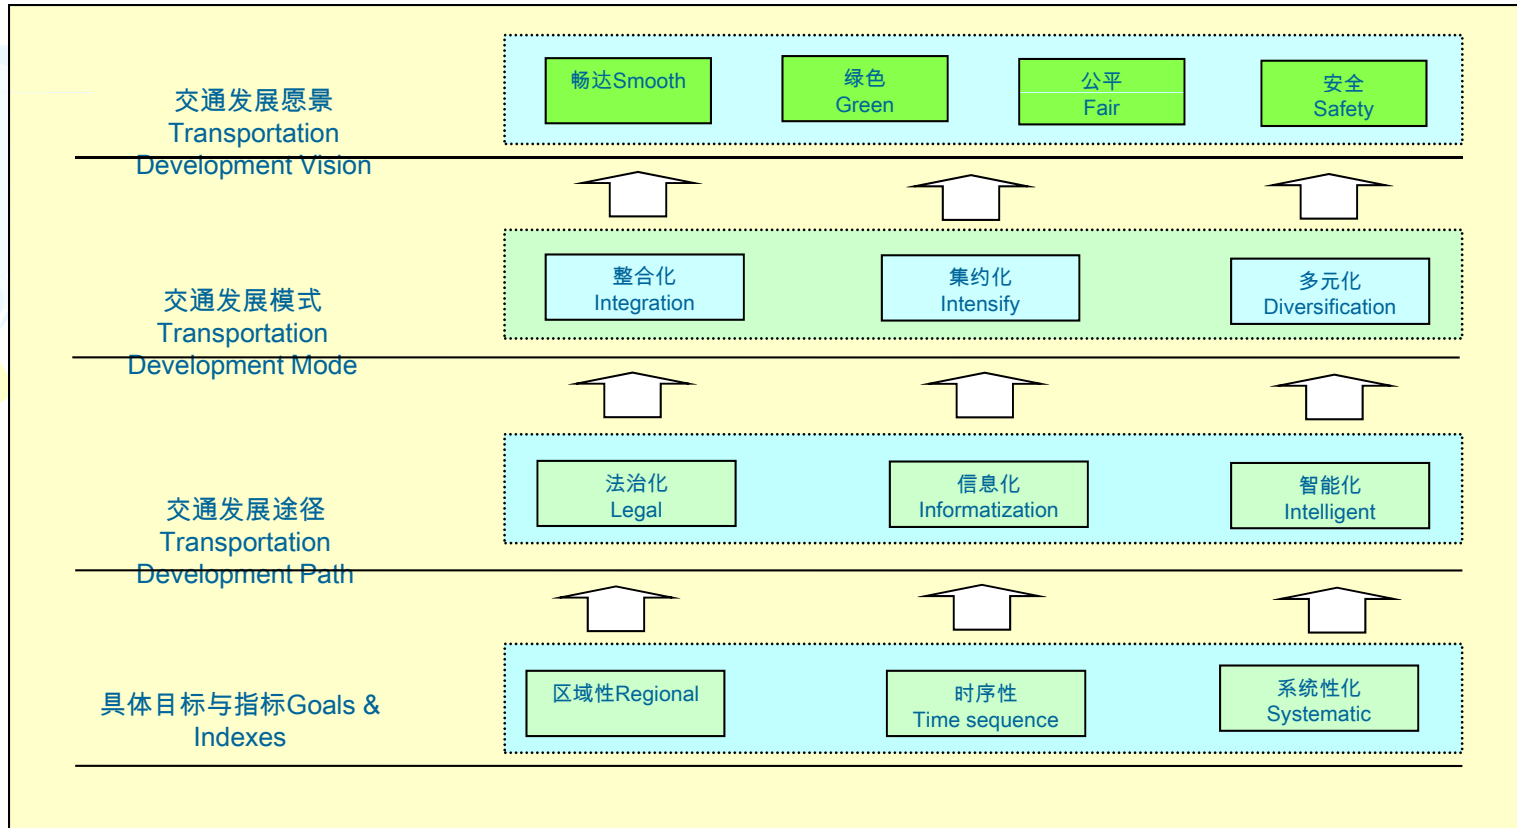 交通发展愿景
Transportation
Development Vision
畅达Smooth
绿色
Green
公平
Fair
安全
Safety
交通发展模式
Transportation
Development Mode
整合化
Integration
集约化
Intensify
多元化
Diversification
交通发展途径
Transportation
Development Path
法治化
Legal
信息化
Informatization
智能化
Intelligent
具体目标与指标Goals &
Indexes
区域性Regional
时序性
Time sequence
系统性化
Systematic